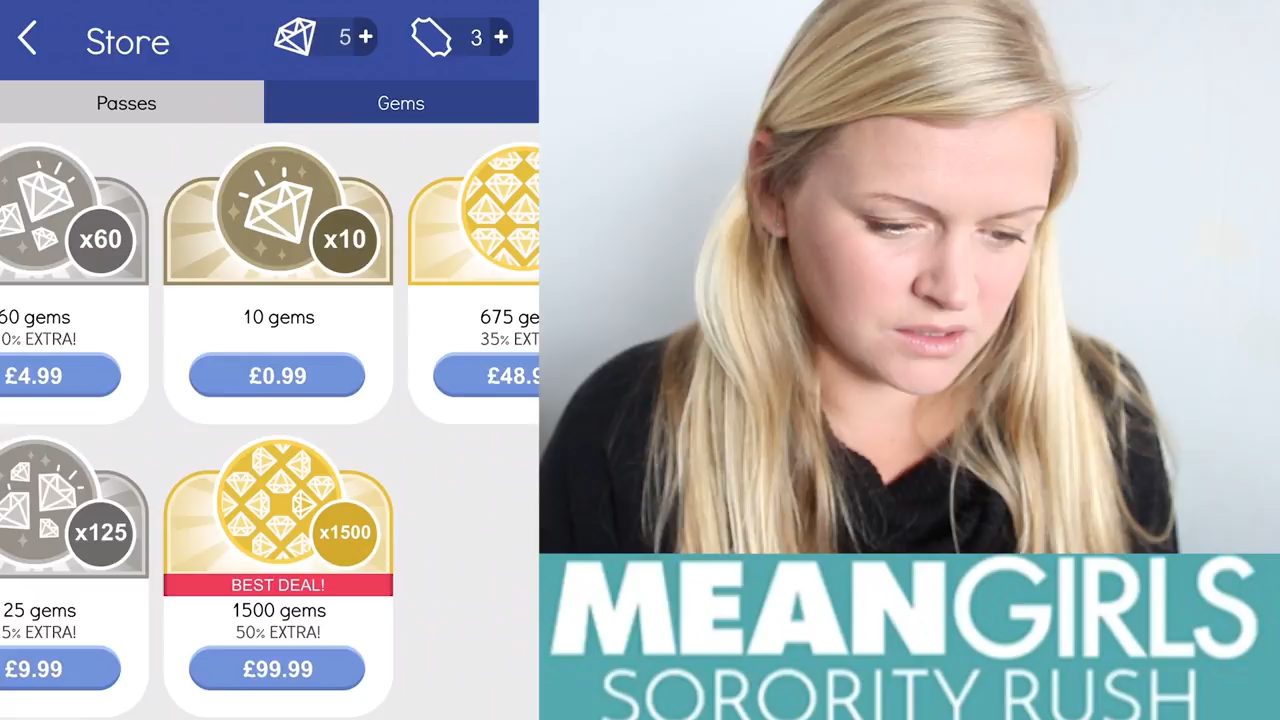 Store
5 +
3 +
Passes
Gems
x60
x10
60 gems
10 gems
675 ge
0% EXTRA!
35% EXT
£4.99
£0.99
£48.9
x125
x1500
BEST DEAL!
25 gems
1500 gems
5% EXTRA!
50% EXTRA!
£9.99
£99.99
MEANGIRLS
SORORITY RUSH